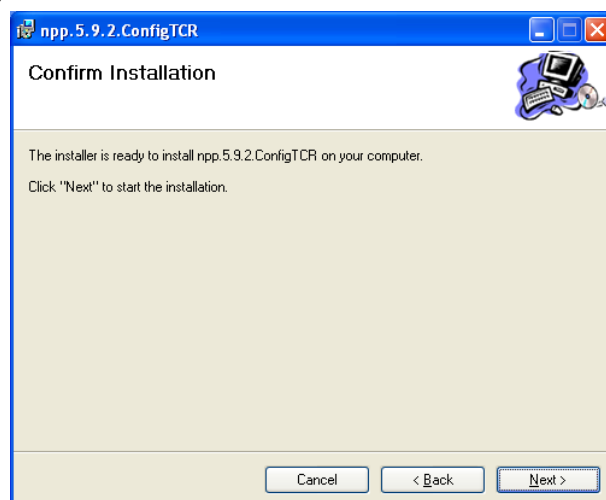 npp.5.9.2.ConfigTCR
Confirm Installation
The installer is ready to install npp.5.9.2.ConfigTCR on your computer.
Click "Next" to start the installation.
Cancel
< Back
Next >